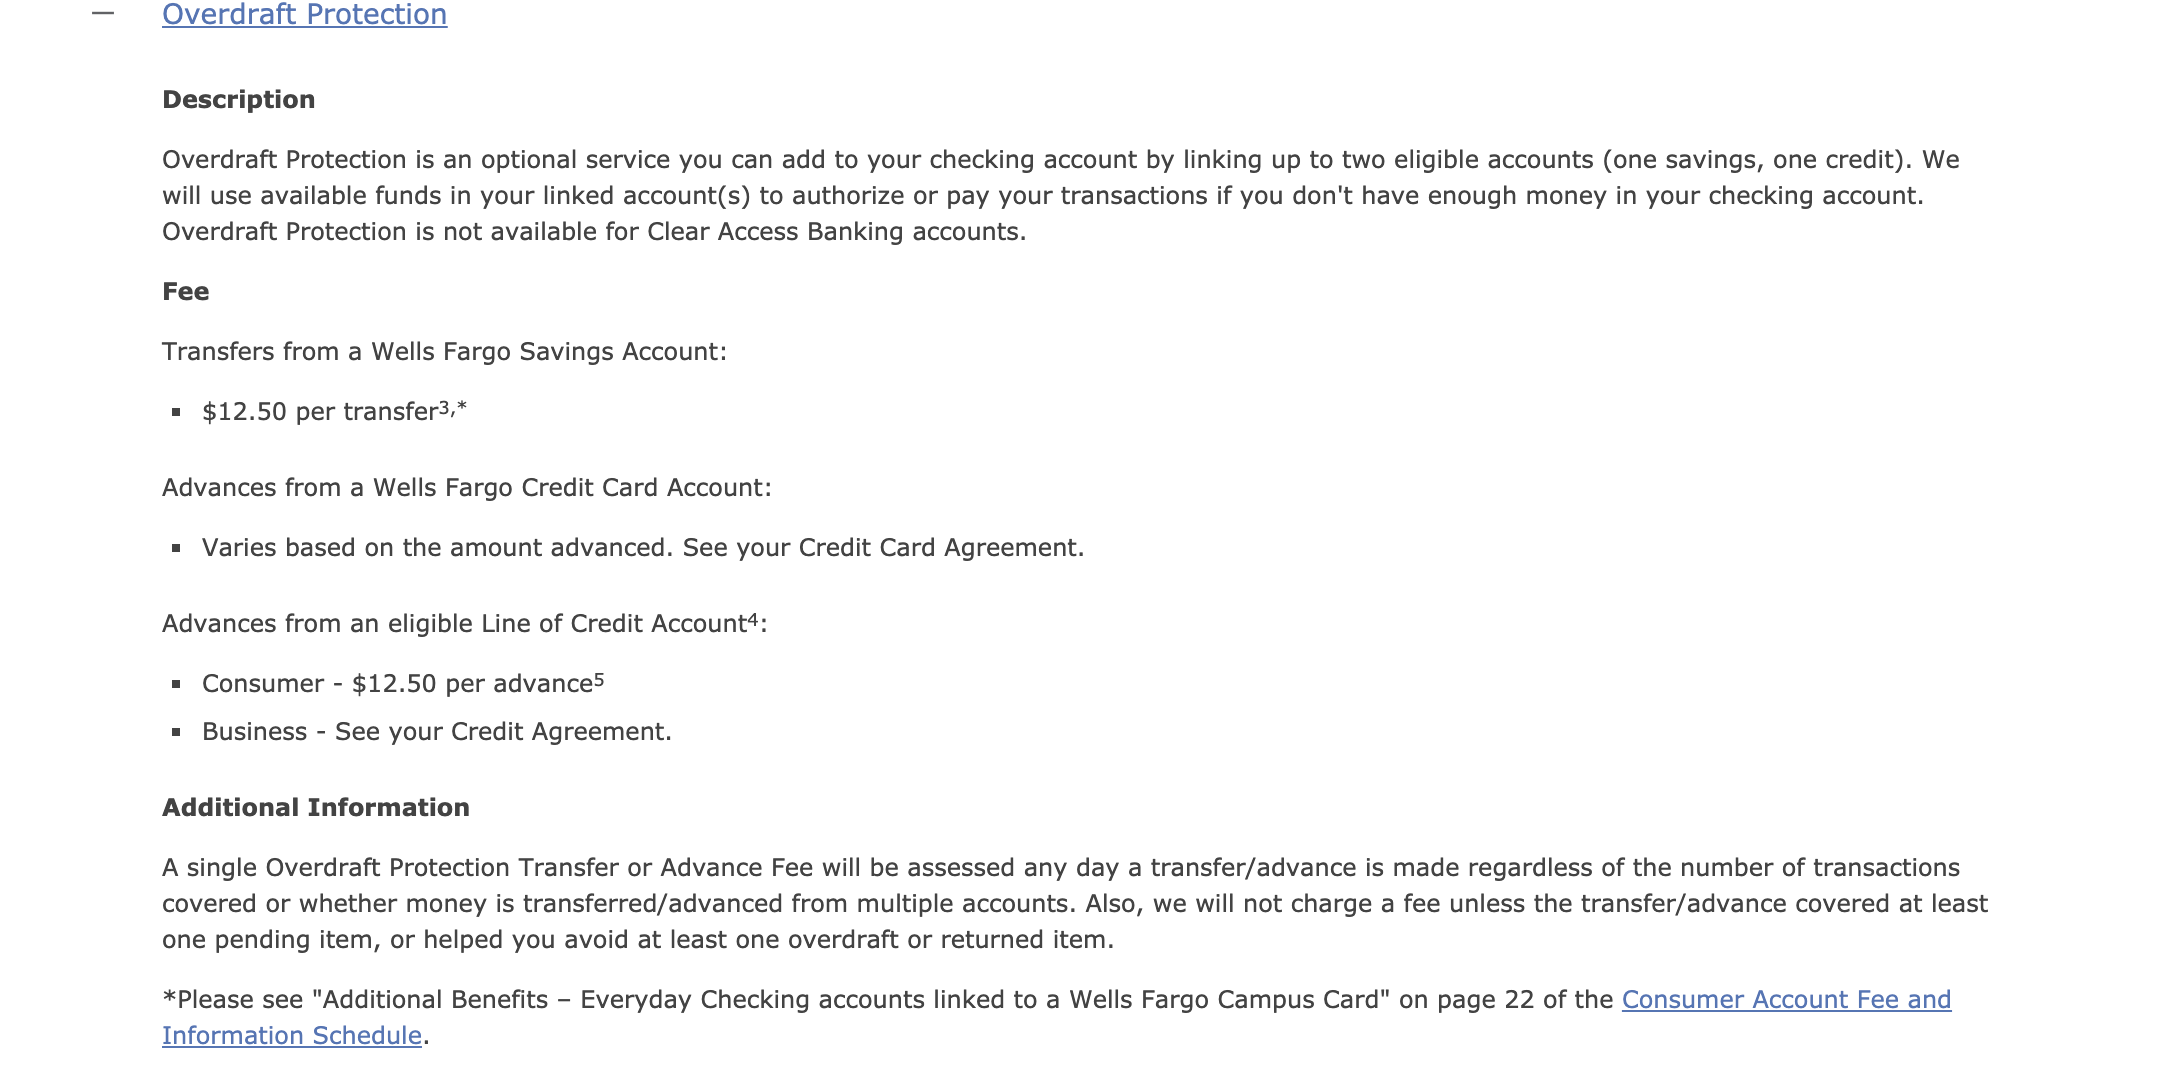 Overdraft Protection
Description
Overdraft Protection is an optional service you can add to your checking account by linking up to two eligible accounts (one savings, one credit). We
will use available funds in your linked account(s) to authorize or pay your transactions if you don't have enough money in your checking account.
Overdraft Protection is not available for Clear Access Banking accounts.
Fee
Transfers from a Wells Fargo Savings Account:
▪ $12.50 per transfer3,*
Advances from a Wells Fargo Credit Card Account:
▪ Varies based on the amount advanced. See your Credit Card Agreement.
Advances from an eligible Line of Credit Account4:
▪ Consumer - $12.50 per advance5
▪ Business - See your Credit Agreement.
Additional Information
A single Overdraft Protection Transfer or Advance Fee will be assessed any day a transfer/advance is made regardless of the number of transactions
covered or whether money is transferred/advanced from multiple accounts. Also, we will not charge a fee unless the transfer/advance covered at least
one pending item, or helped you avoid at least one overdraft or returned item.
*Please see "Additional Benefits – Everyday Checking accounts linked to a Wells Fargo Campus Card" on page 22 of the Consumer Account Fee and
Information Schedule.